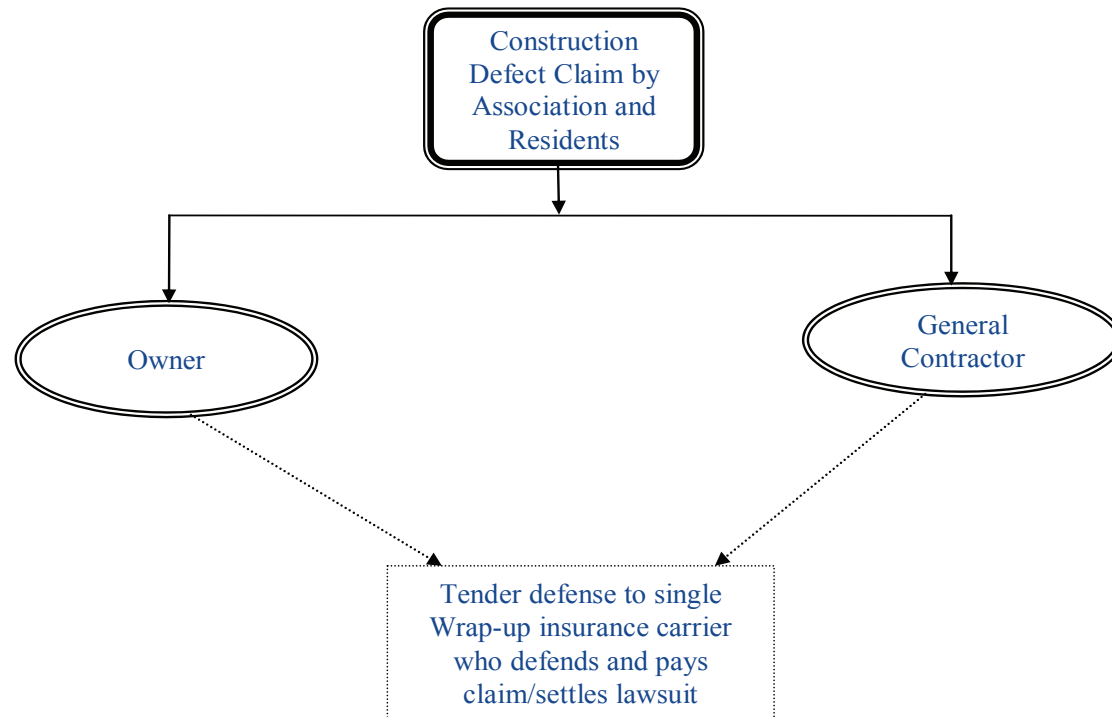 Construction
Defect Claim by
Association and
Residents
Owner
General
Contractor
Tender defense to single
Wrap-up insurance carrier
who defends and pays
claim/settles lawsuit